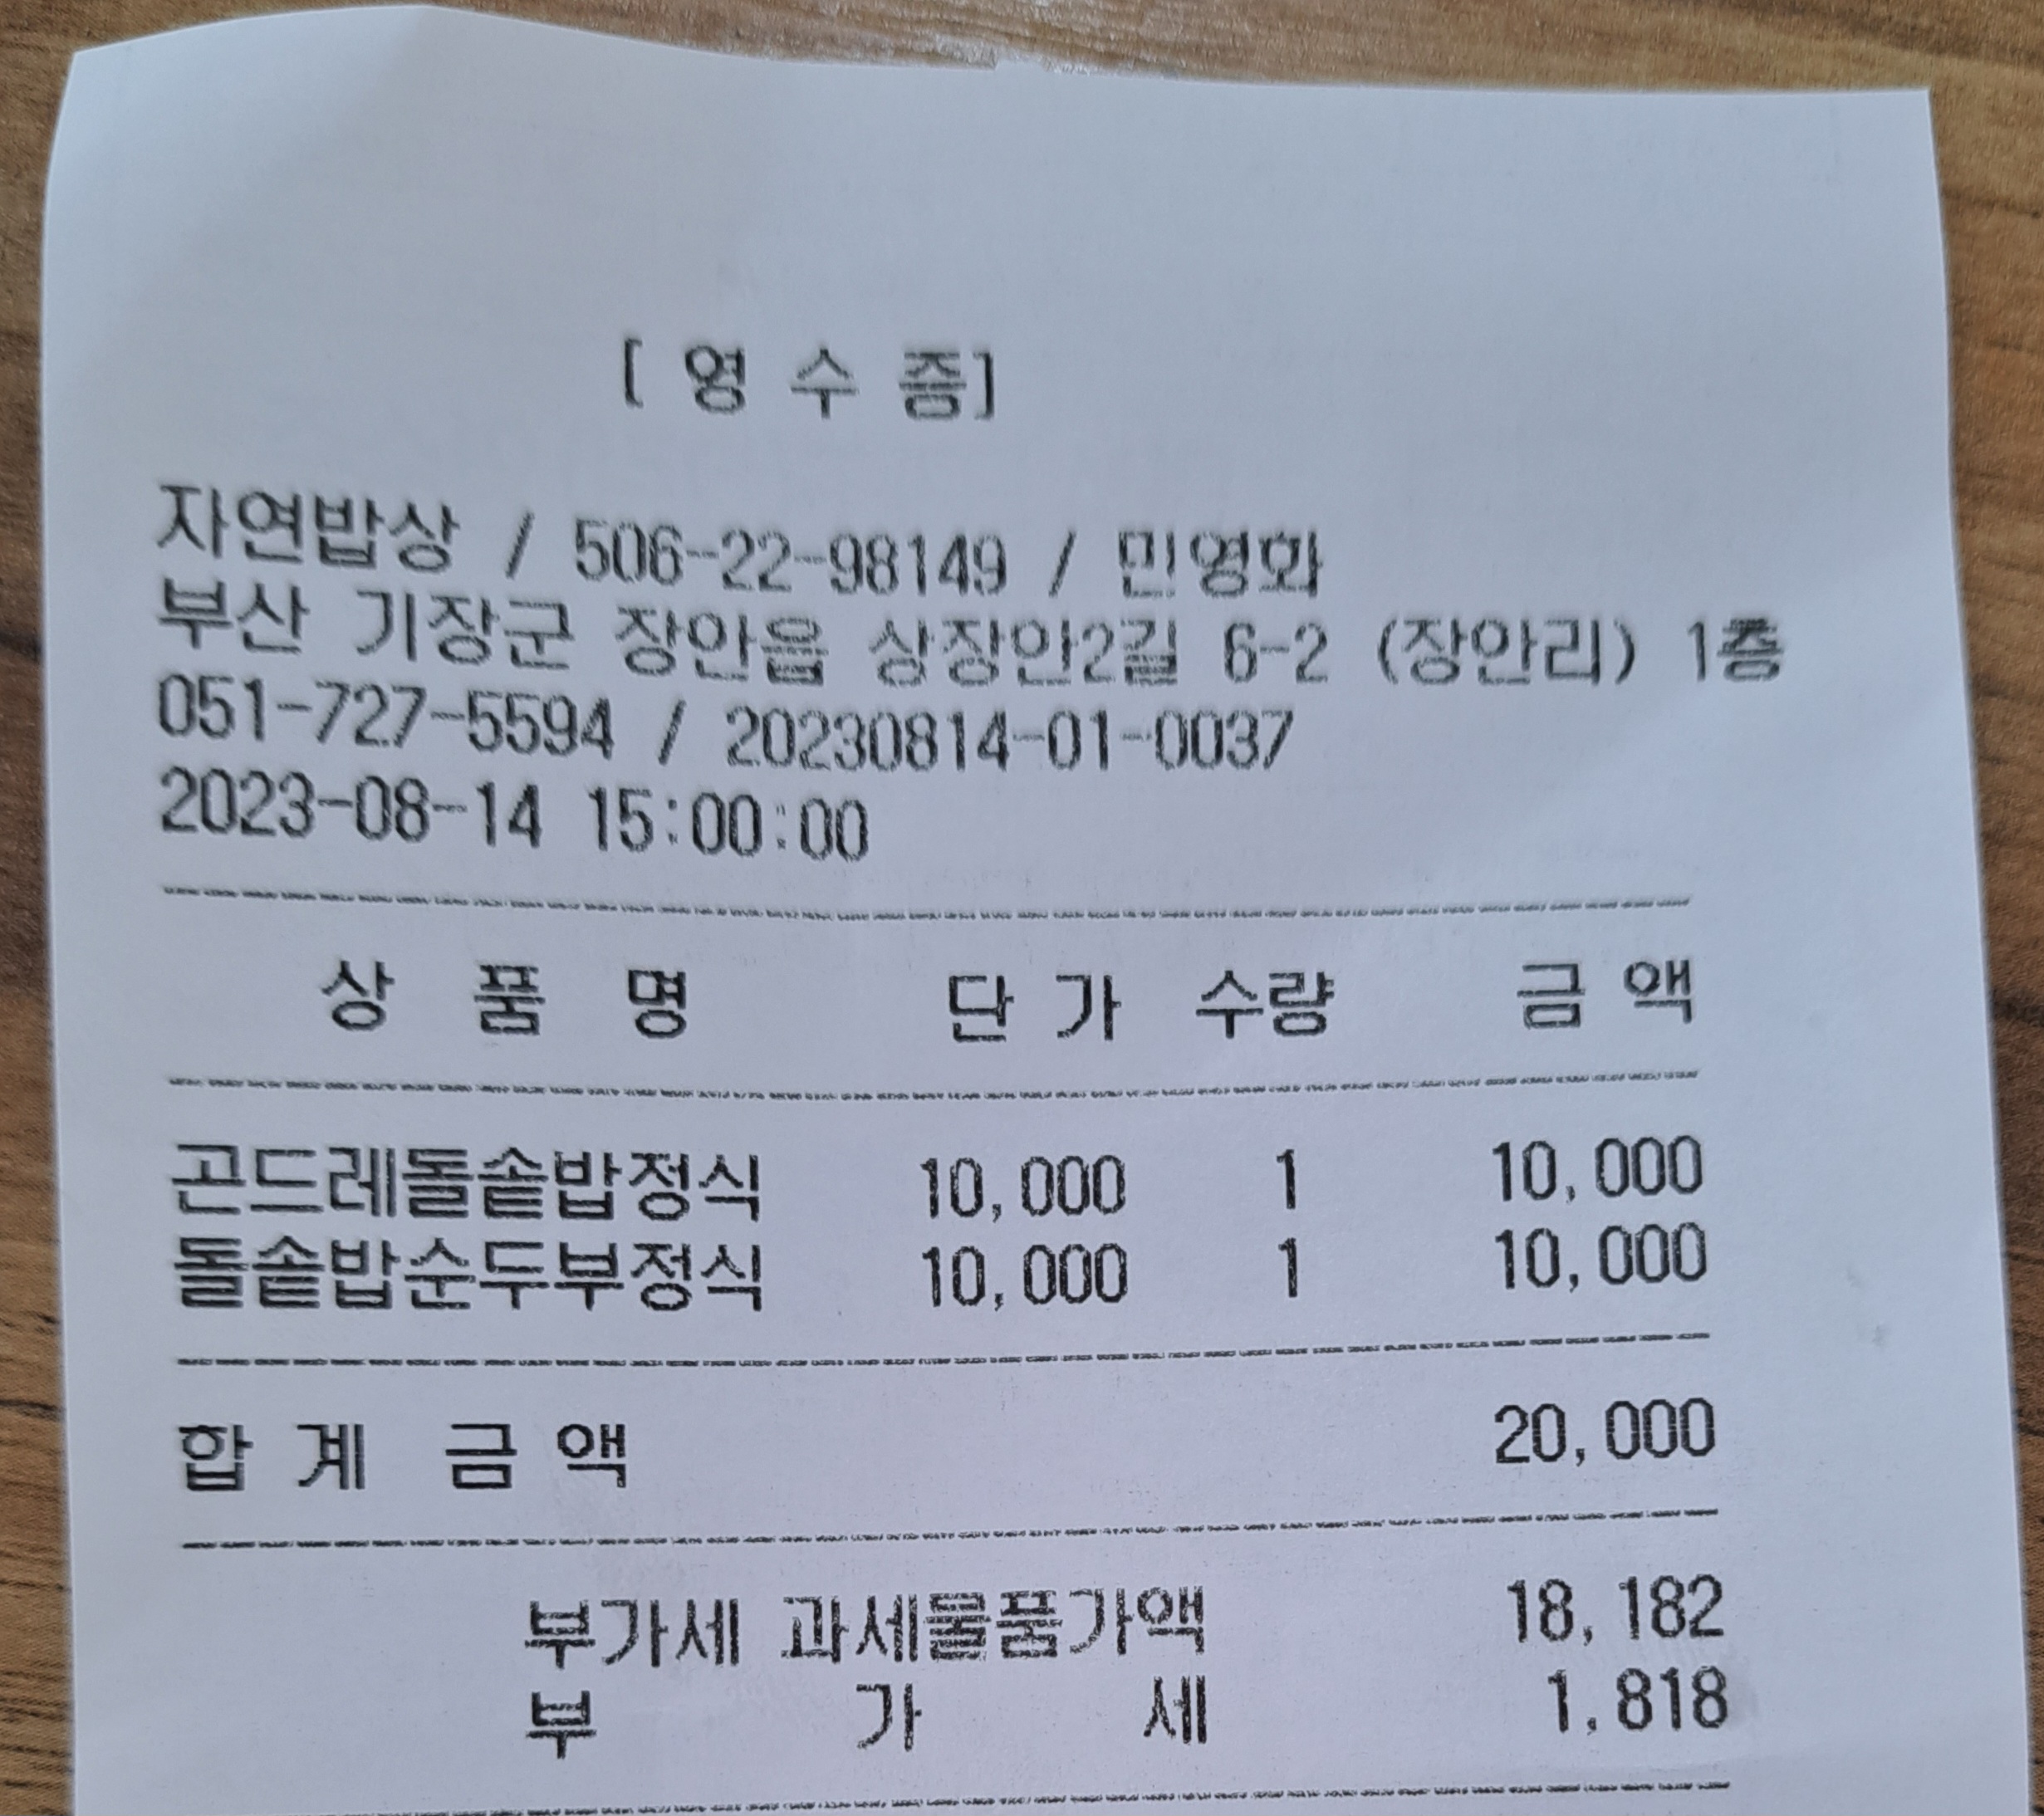 [ 영 수 증]
자연밥상 / 506-22-98149 / 민영화
부산 기장군 장안읍 상장안2길 6-2 (장안리) 1층
051-727-5594 / 20230814-01-0037
2023-08-14 15:00:00
상 품 명 단 가 수량 금 액
곤드레돌솥밥정식 10,000 1 10,000
돌솥밥순두부정식 10,000 1 10,000
합 계 금 액 20,000
부가세 과세물품가액 18,182
부 가 세 1,818